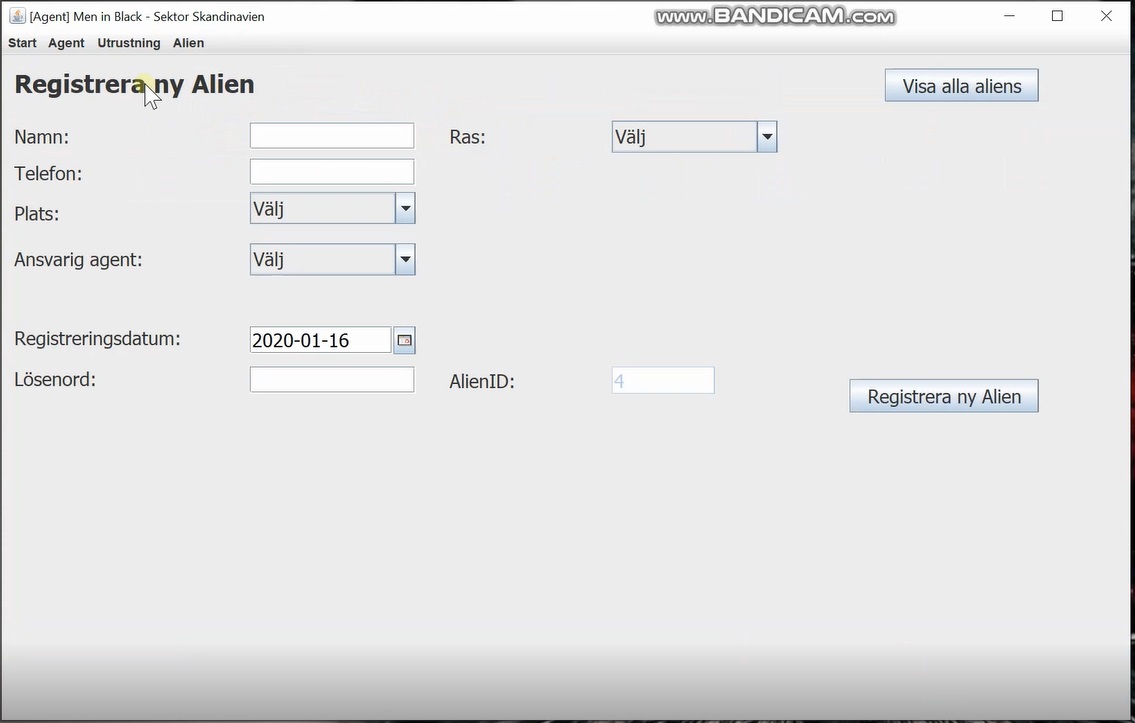 [Agent] Men in Black - Sektor Skandinavien
www.BANDICAM.com
Start Agent Utrustning Alien
Registrera ny Alien
Visa alla aliens
Namn:
Ras: Välj
Telefon:
Plats: Välj
Ansvarig agent: Välj
Registreringsdatum: 2020-01-16
Lösenord:
AlienID: 4
Registrera ny Alien